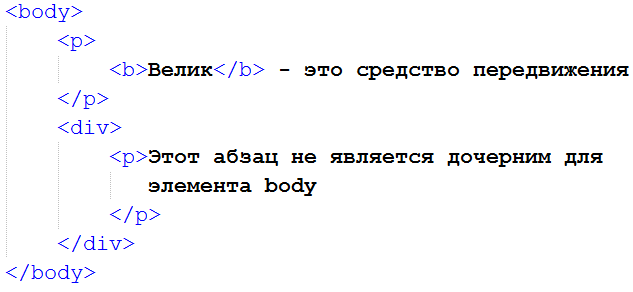 <body>
<p>
<b>Велик</b> - это средство передвижения
</p>
<div>
<p>Этот абзац не является дочерним для
элемента body
</p>
</div>
</body>